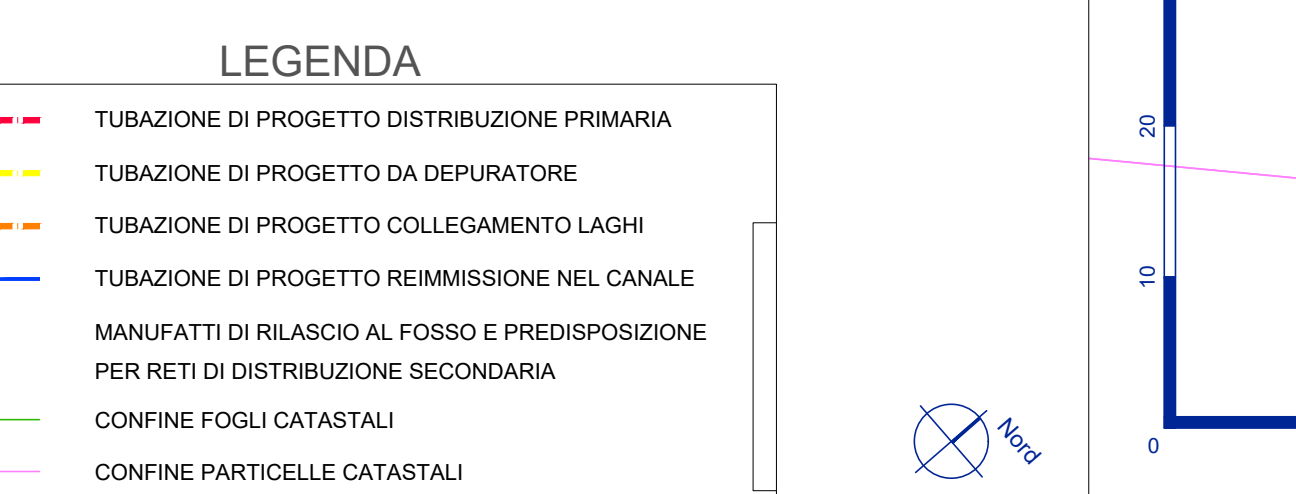 LEGENDA
TUBAZIONE DI PROGETTO DISTRIBUZIONE PRIMARIA
TUBAZIONE DI PROGETTO DA DEPURATORE
TUBAZIONE DI PROGETTO COLLEGAMENTO LAGHI
TUBAZIONE DI PROGETTO REIMMISSIONE NEL CANALE
MANUFATTI DI RILASCIO AL FOSSO E PREDISPOSIZIONE
PER RETI DI DISTRIBUZIONE SECONDARIA
CONFINE FOGLI CATASTALI
CONFINE PARTICELLE CATASTALI
Nord
20
10
0